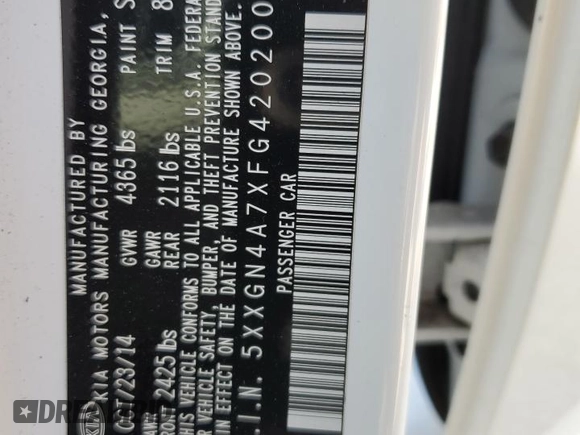 MANUFACTURED BY
KIA MOTORS MANUFACTURING GEORGIA,
07/23/14 GVWR 4365 lbs PAINT S
GAWR REAR 2116 lbs TRIM
2425 lbs
THIS VEHICLE CONFORMS TO ALL APPLICABLE U.S.A. FEDERA
VEHICLE SAFETY, BUMPER, AND THEFT PREVENTION STAND
IN EFFECT ON THE DATE OF MANUFACTURE SHOWN ABOVE.
.I.N. 5XXGN4A7XFG420200
PASSENGER CAR